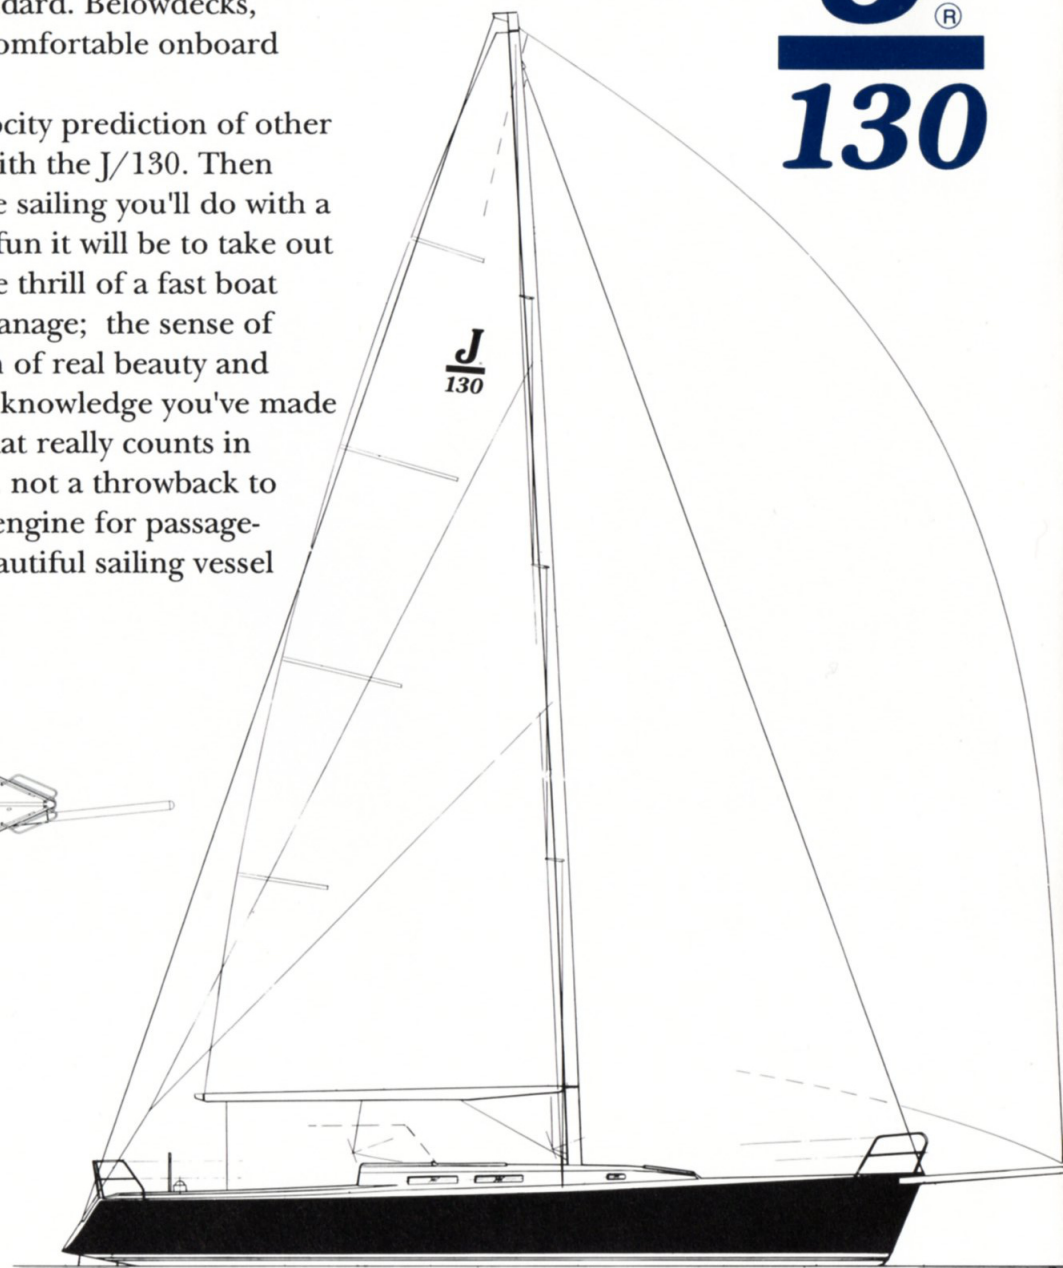 dard. Belowdecks,
omfortable onboard
ocity prediction of other
ith the J/130. Then
e sailing you'll do with a
fun it will be to take out
e thrill of a fast boat
anage; the sense of
n of real beauty and
knowledge you've made
at really counts in
not a throwback to
engine for passage-
autiful sailing vessel
J®
130
J
130